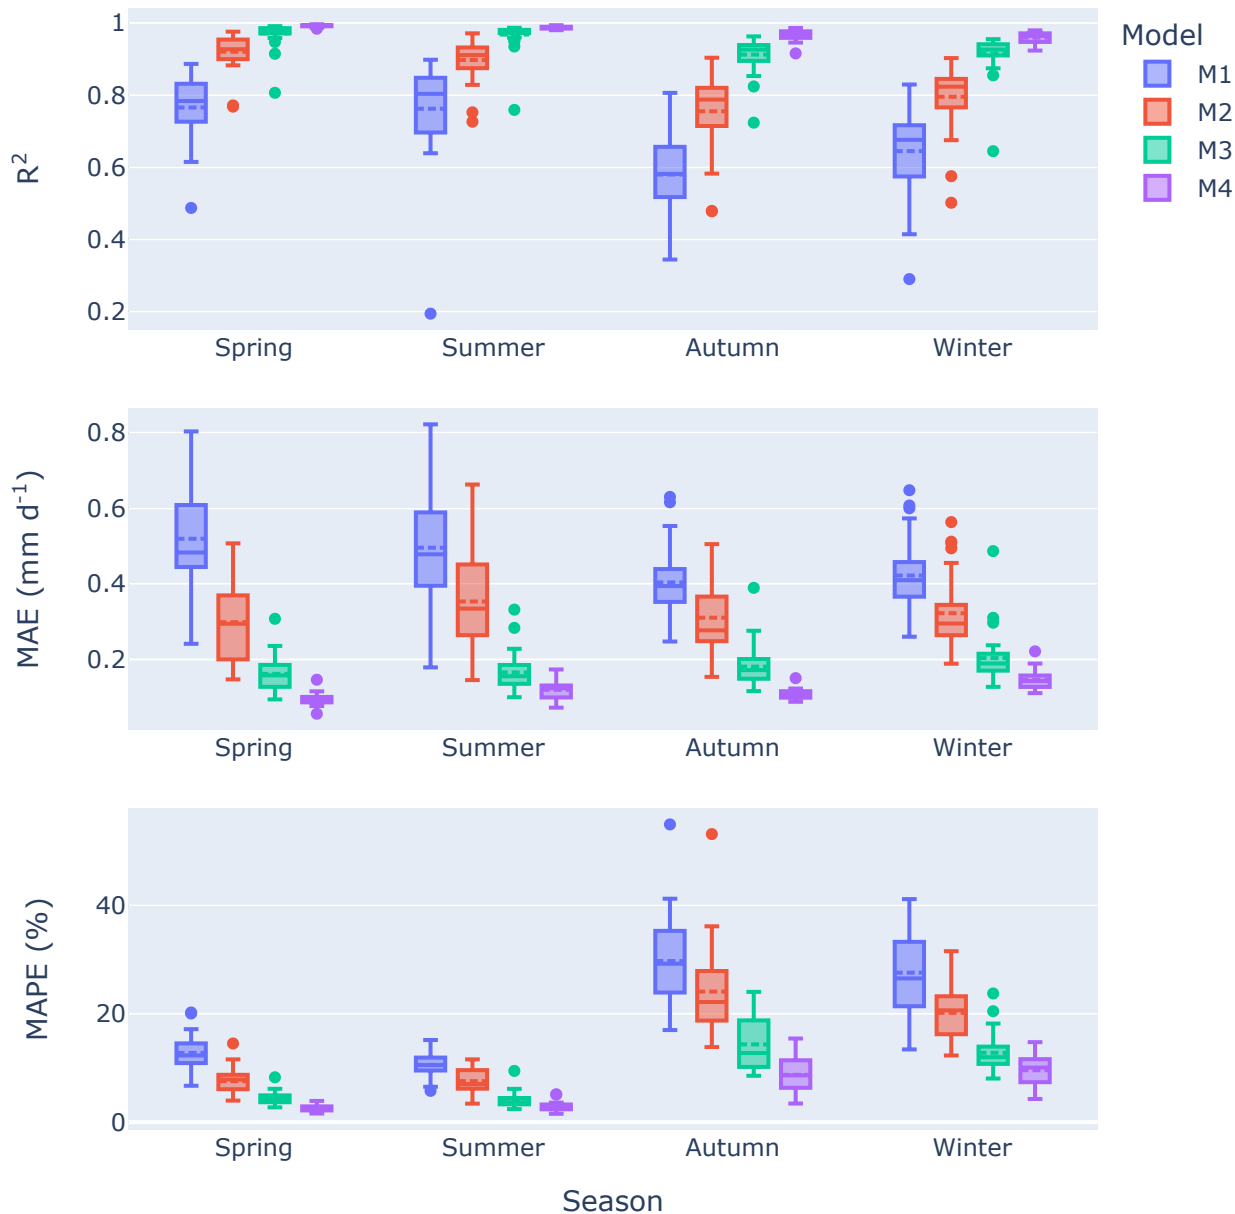 Model
M1
M2
M3
M4
R²
1
0.8
0.6
0.4
0.2
Spring Summer Autumn Winter
MAE (mm d⁻¹)
0.8
0.6
0.4
0.2
Spring Summer Autumn Winter
MAPE (%)
40
20
0
Spring Summer Autumn Winter
Season